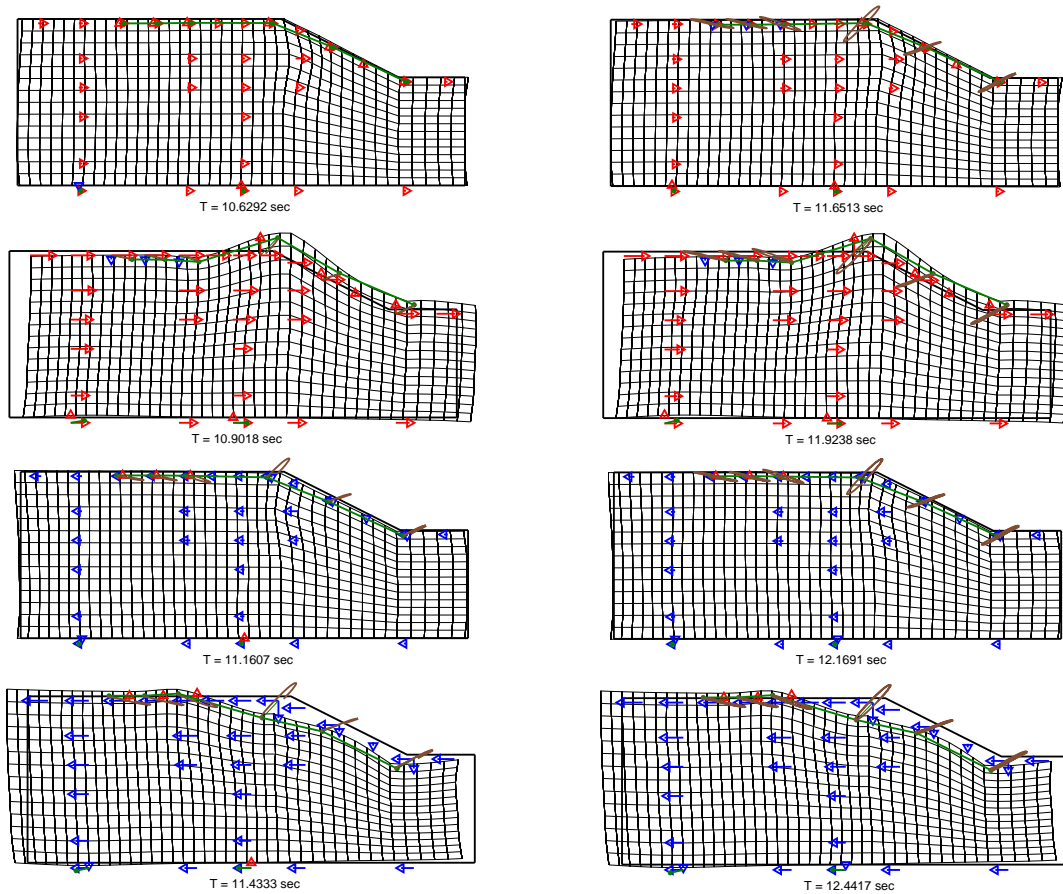 T = 10.6292 sec
T = 11.6513 sec
T = 10.9018 sec
T = 11.9238 sec
T = 11.1607 sec
T = 12.1691 sec
T = 11.4333 sec
T = 12.4417 sec